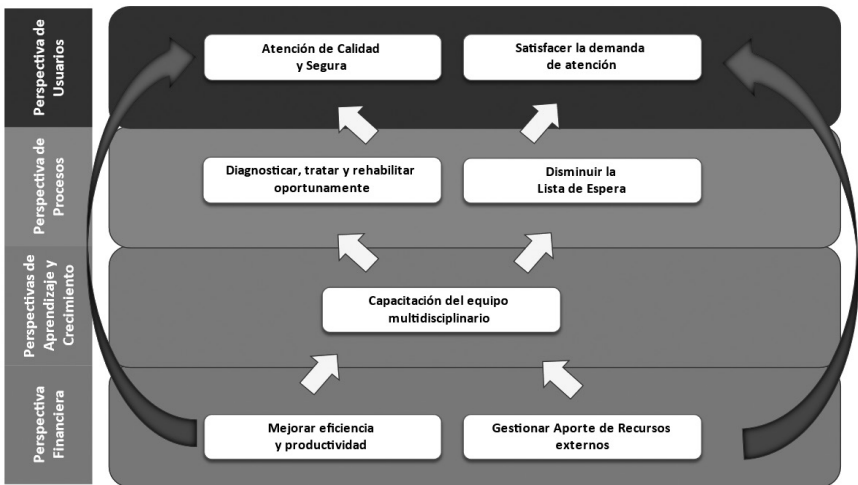 Perspectiva de
Usuarios
Atención de Calidad
y Segura
Satisfacer la demanda
de atención
Perspectiva de
Procesos
Diagnosticar, tratar y rehabilitar
oportunamente
Disminuir la
Lista de Espera
Perspectivas de
Aprendizaje y
Crecimiento
Capacitación del equipo
multidisciplinario
Perspectiva
Financiera
Mejorar eficiencia
y productividad
Gestionar Aporte de Recursos
externos